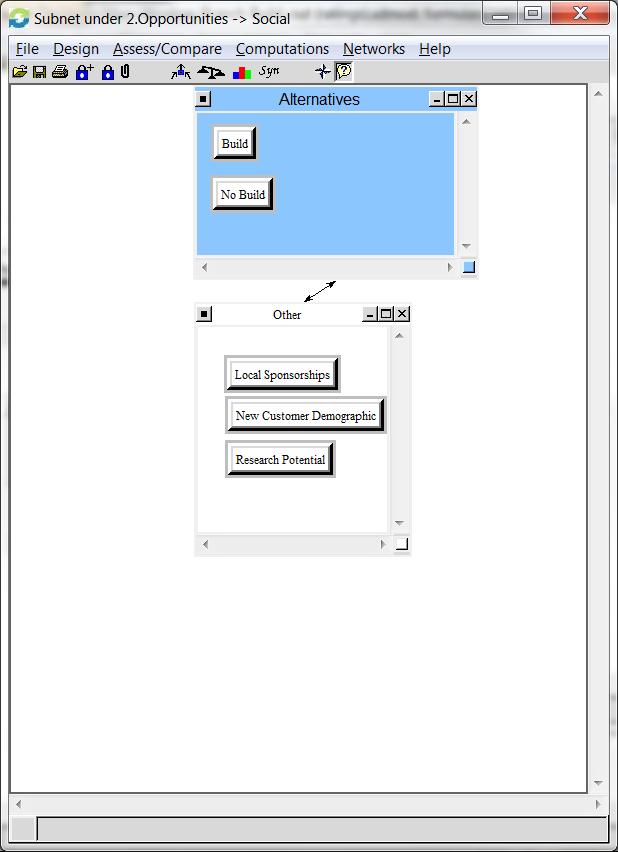 Subnet under 2.Opportunities -> Social
File Design Assess/Compare Computations Networks Help
Syn
Alternatives
Build
No Build
Other
Local Sponsorships
New Customer Demographic
Research Potential